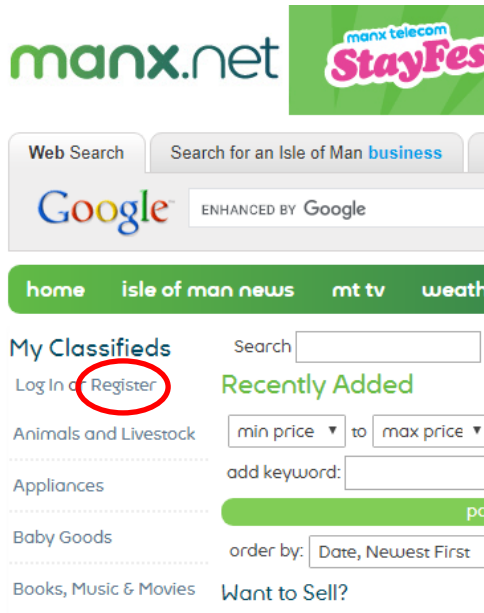 manx.net
manx telecom
StayFes
Web Search
Search for an Isle of Man business
Google
ENHANCED BY Google
home isle of man news mt tv weath
My Classifieds
Log In or Register
Animals and Livestock
Appliances
Baby Goods
Books, Music & Movies
Search
Recently Added
min price to max price
add keyword:
po
order by: Date, Newest First
Want to Sell?